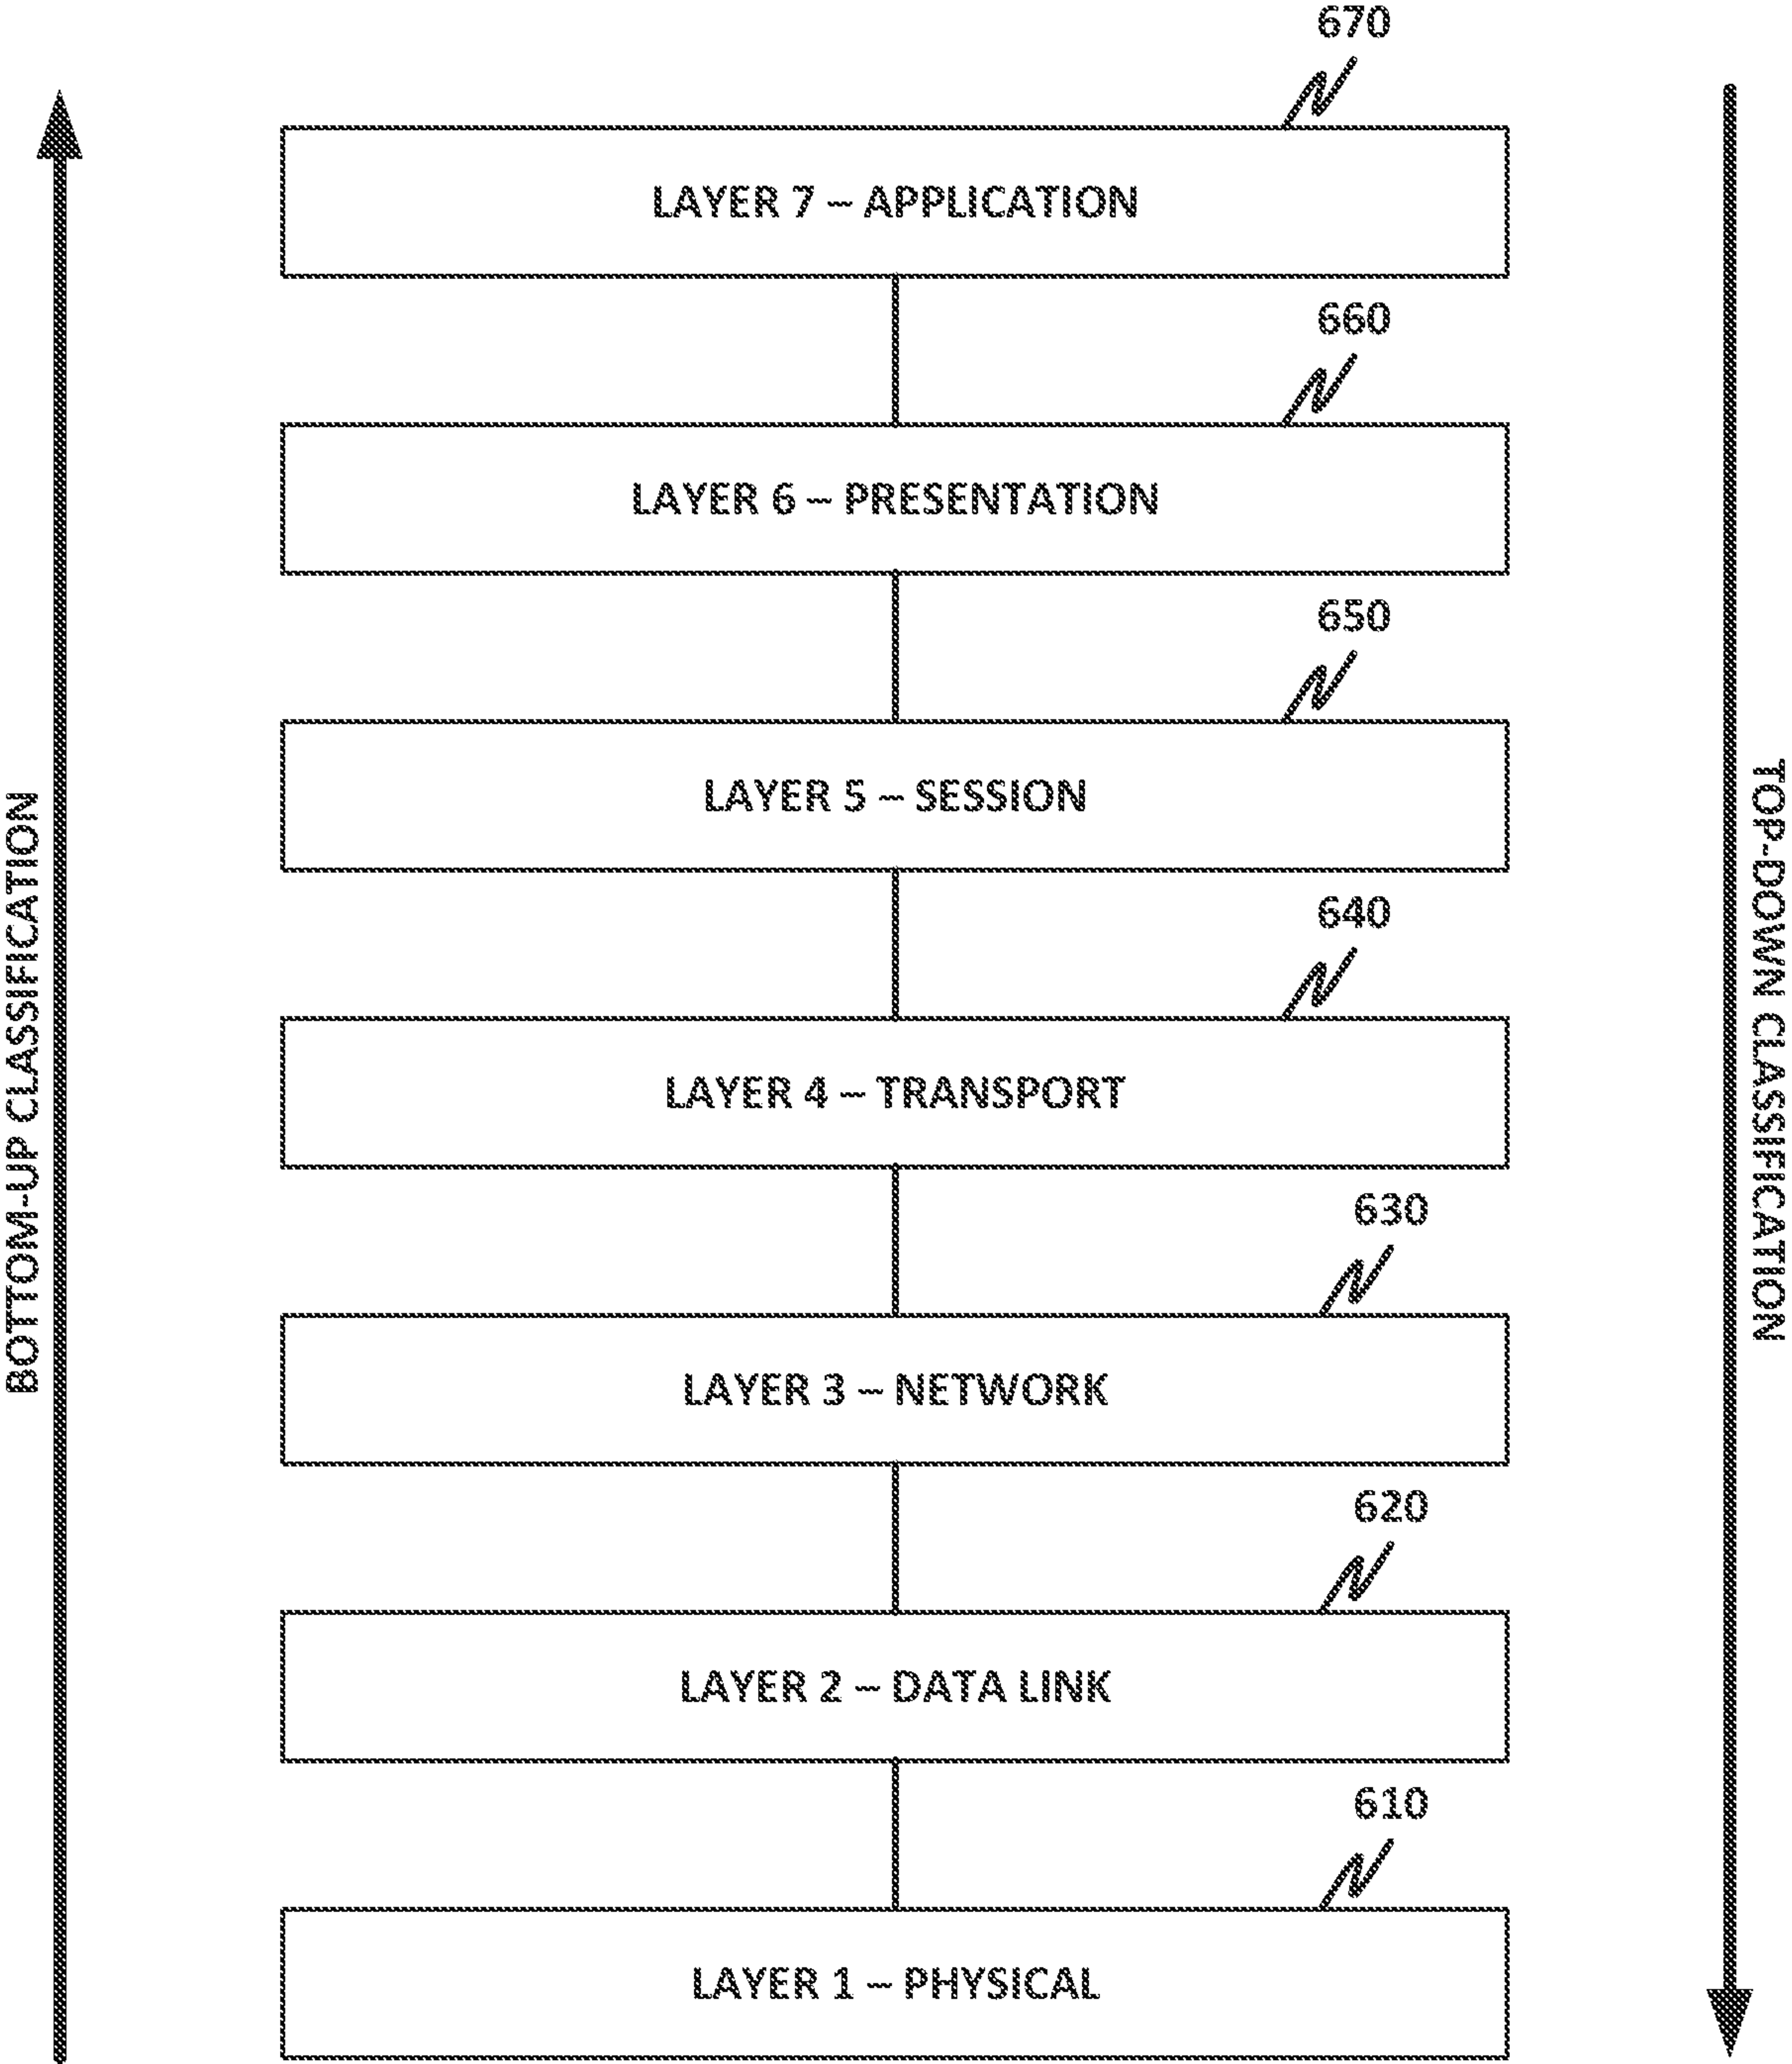 670
LAYER 7 – APPLICATION
660
LAYER 6 – PRESENTATION
650
LAYER 5 – SESSION
640
LAYER 4 – TRANSPORT
630
LAYER 3 – NETWORK
620
LAYER 2 – DATA LINK
610
LAYER 1 – PHYSICAL
BOTTOM-UP CLASSIFICATION
TOP-DOWN CLASSIFICATION